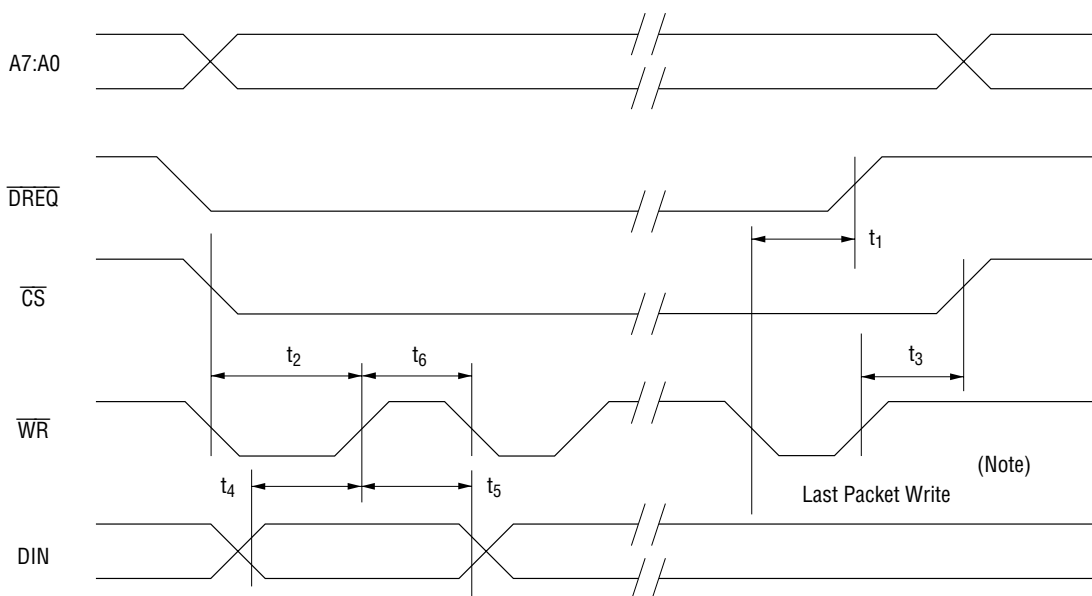 A7:A0
DREQ
t1
CS
t2
t6
t3
WR
(Note)
t4
t5
Last Packet Write
DIN